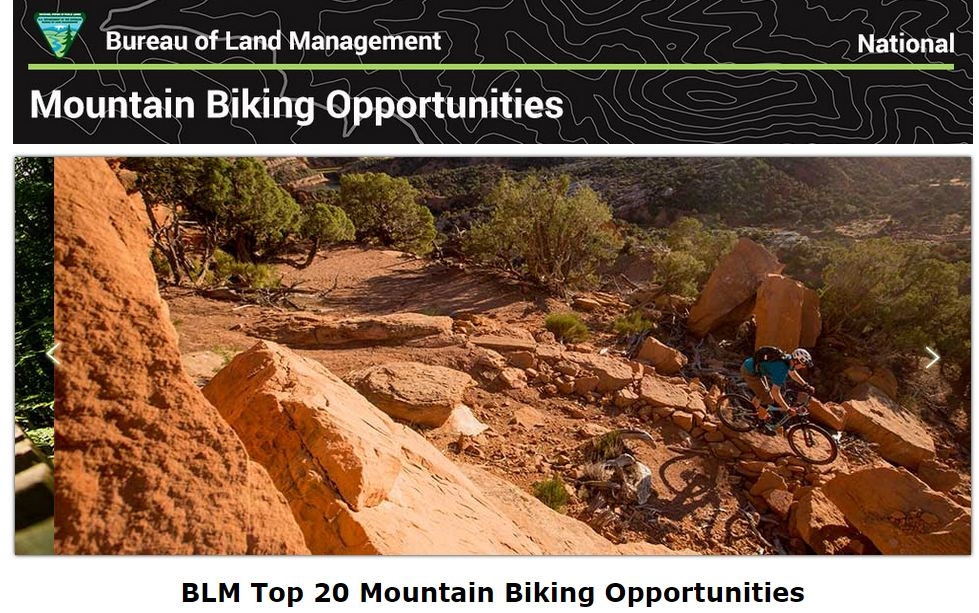 Bureau of Land Management
National
Mountain Biking Opportunities
BLM Top 20 Mountain Biking Opportunities